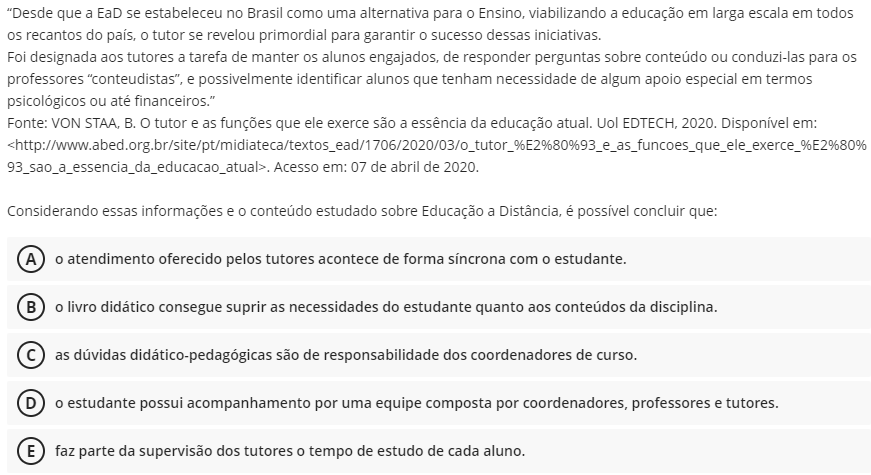 “Desde que a EaD se estabeleceu no Brasil como uma alternativa para o Ensino, viabilizando a educação em larga escala em todos
os recantos do país, o tutor se revelou primordial para garantir o sucesso dessas iniciativas.
Foi designada aos tutores a tarefa de manter os alunos engajados, de responder perguntas sobre conteúdo ou conduzi-las para os
professores “conteudistas”, e possivelmente identificar alunos que tenham necessidade de algum apoio especial em termos
psicológicos ou até financeiros.”
Fonte: VON STAA, B. O tutor e as funções que ele exerce são a essência da educação atual. Uol EDTECH, 2020. Disponível em:
<http://www.abed.org.br/site/pt/midiateca/textos_ead/1706/2020/03/o_tutor_%E2%80%93_e_as_funcoes_que_ele_exerce_%E2%80%
93_sao_a_essencia_da_educacao_atual>. Acesso em: 07 de abril de 2020.
Considerando essas informações e o conteúdo estudado sobre Educação a Distância, é possível concluir que:
A o atendimento oferecido pelos tutores acontece de forma síncrona com o estudante.
B o livro didático consegue suprir as necessidades do estudante quanto aos conteúdos da disciplina.
C as dúvidas didático-pedagógicas são de responsabilidade dos coordenadores de curso.
D o estudante possui acompanhamento por uma equipe composta por coordenadores, professores e tutores.
E faz parte da supervisão dos tutores o tempo de estudo de cada aluno.